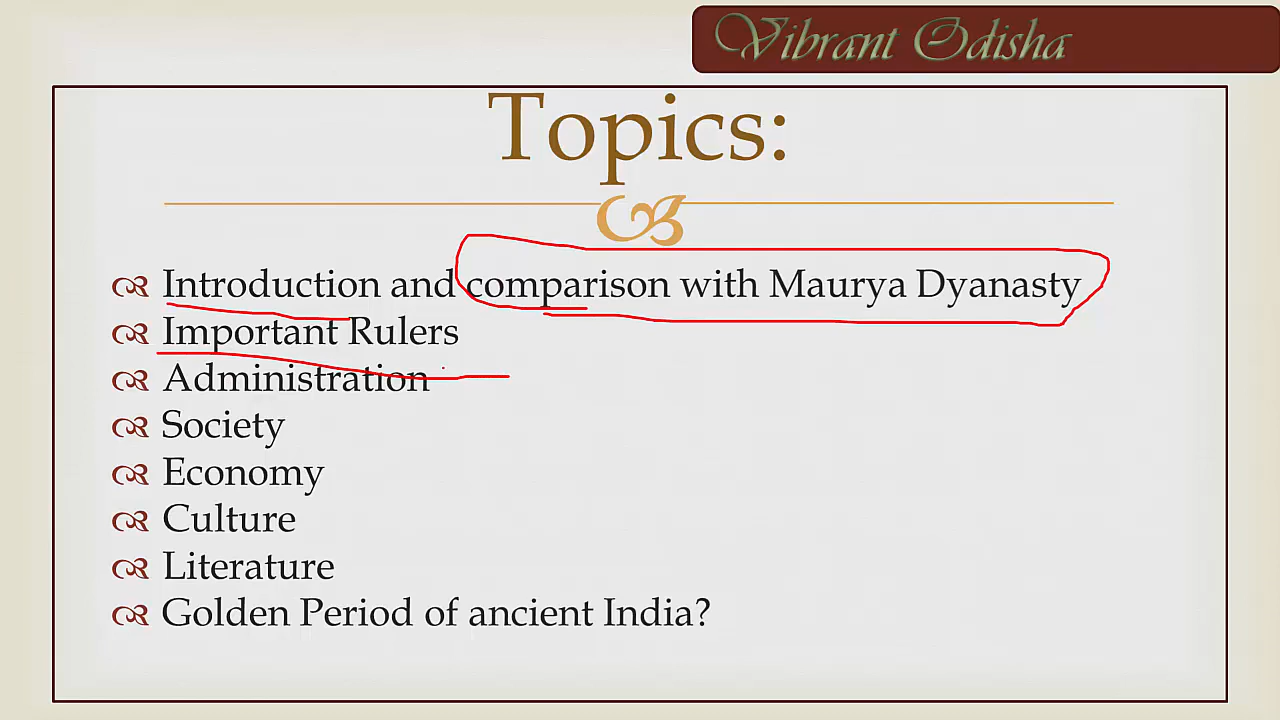 Vibrant Odisha
Topics:
Introduction and comparison with Maurya Dyanasty
Important Rulers
Administration
Society
Economy
Culture
Literature
Golden Period of ancient India?